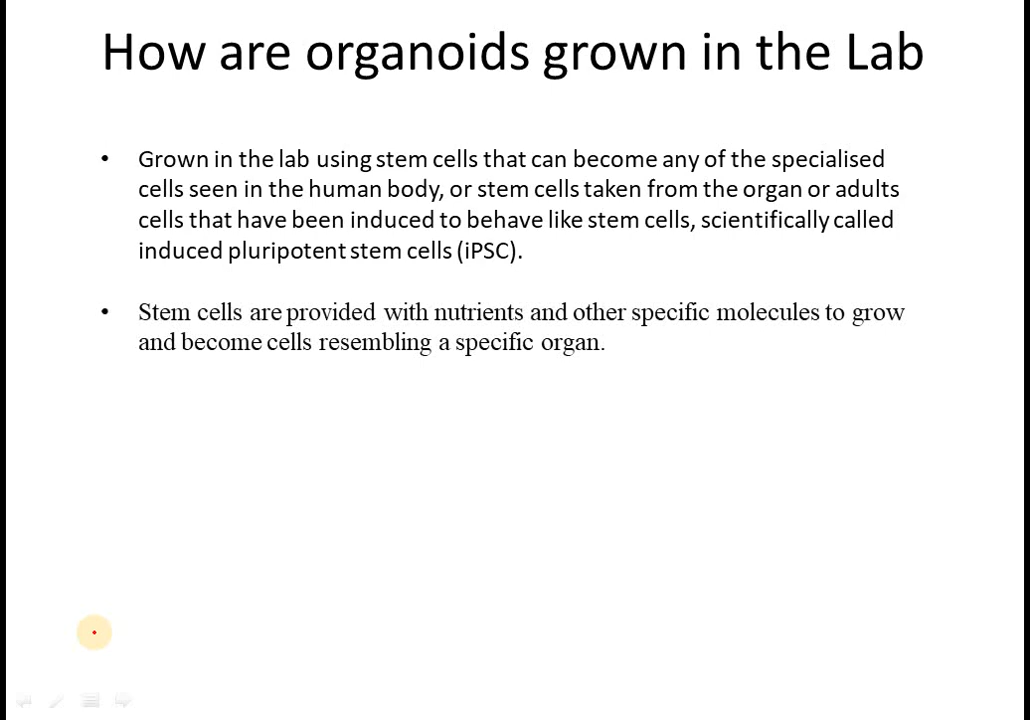 How are organoids grown in the Lab
• Grown in the lab using stem cells that can become any of the specialised
cells seen in the human body, or stem cells taken from the organ or adults
cells that have been induced to behave like stem cells, scientifically called
induced pluripotent stem cells (iPSC).
• Stem cells are provided with nutrients and other specific molecules to grow
and become cells resembling a specific organ.